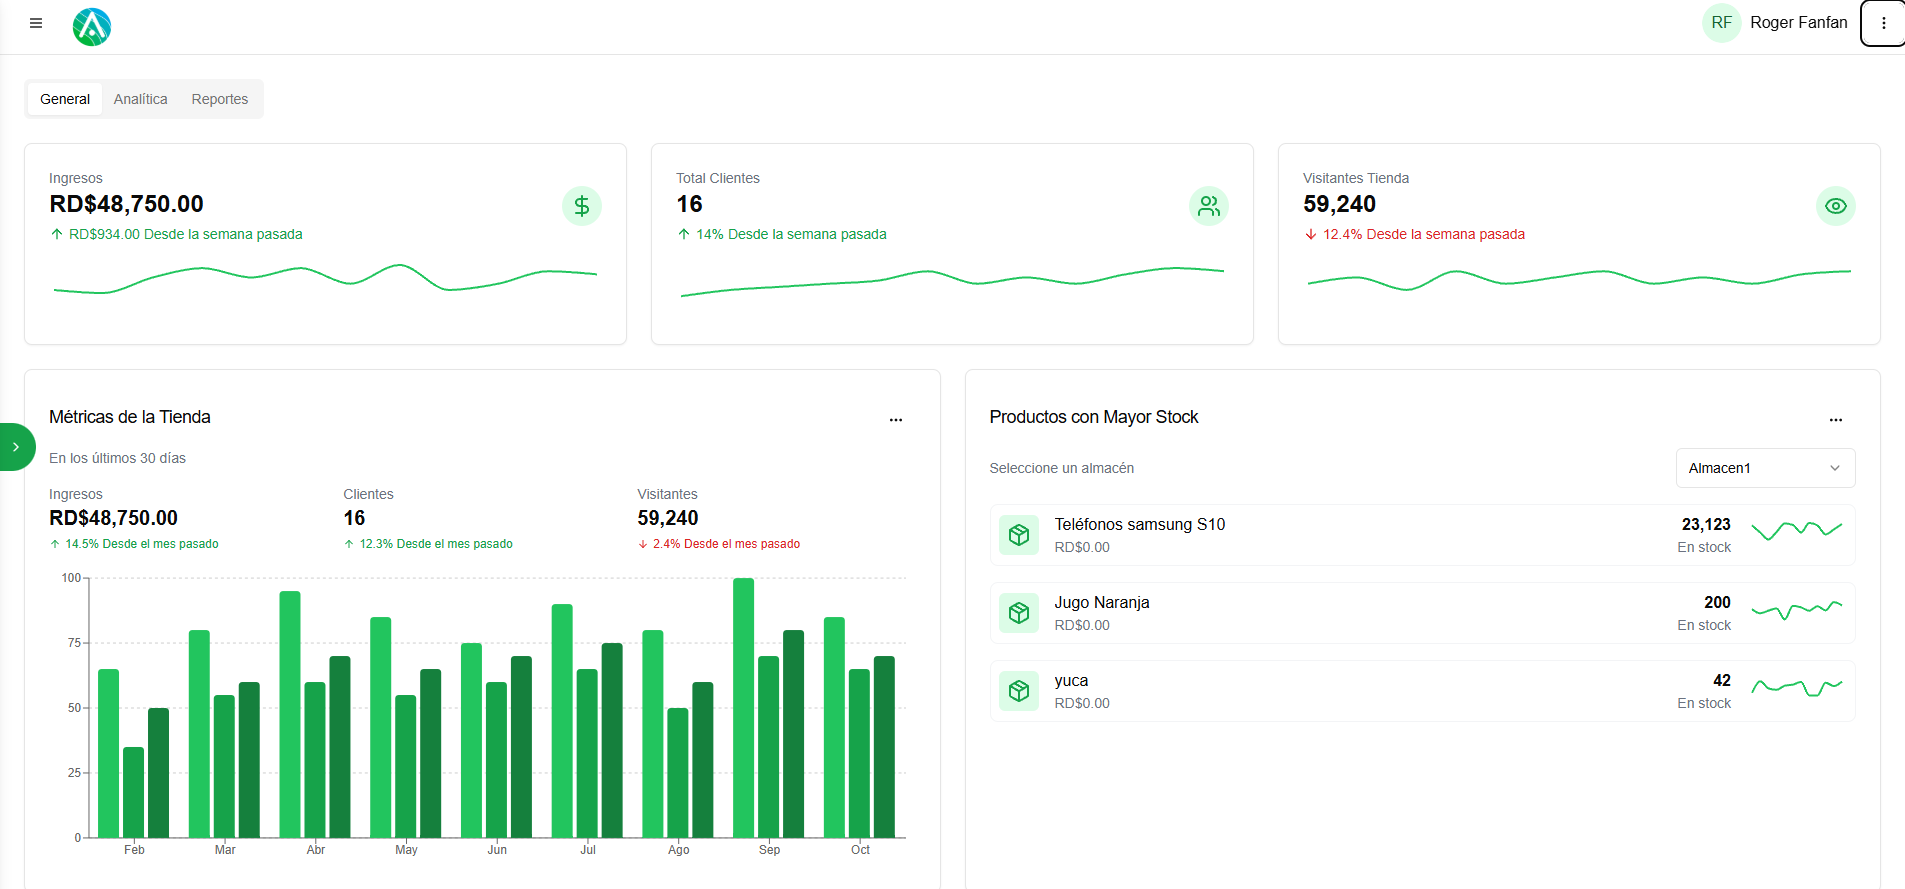 RF Roger Fanfan
General Analítica Reportes
Ingresos
RD$48,750.00
RD$934.00 Desde la semana pasada
Total Clientes
16
14% Desde la semana pasada
Visitantes Tienda
59,240
12.4% Desde la semana pasada
Métricas de la Tienda
En los últimos 30 días
Ingresos
RD$48,750.00
14.5% Desde el mes pasado
Clientes
16
12.3% Desde el mes pasado
Visitantes
59,240
2.4% Desde el mes pasado
100
75
50
25
0
Feb Mar Abr May Jun Jul Ago Sep Oct
Productos con Mayor Stock
Seleccione un almacén
Almacen1
Teléfonos samsung S10
RD$0.00
23,123
En stock
Jugo Naranja
RD$0.00
200
En stock
yuca
RD$0.00
42
En stock